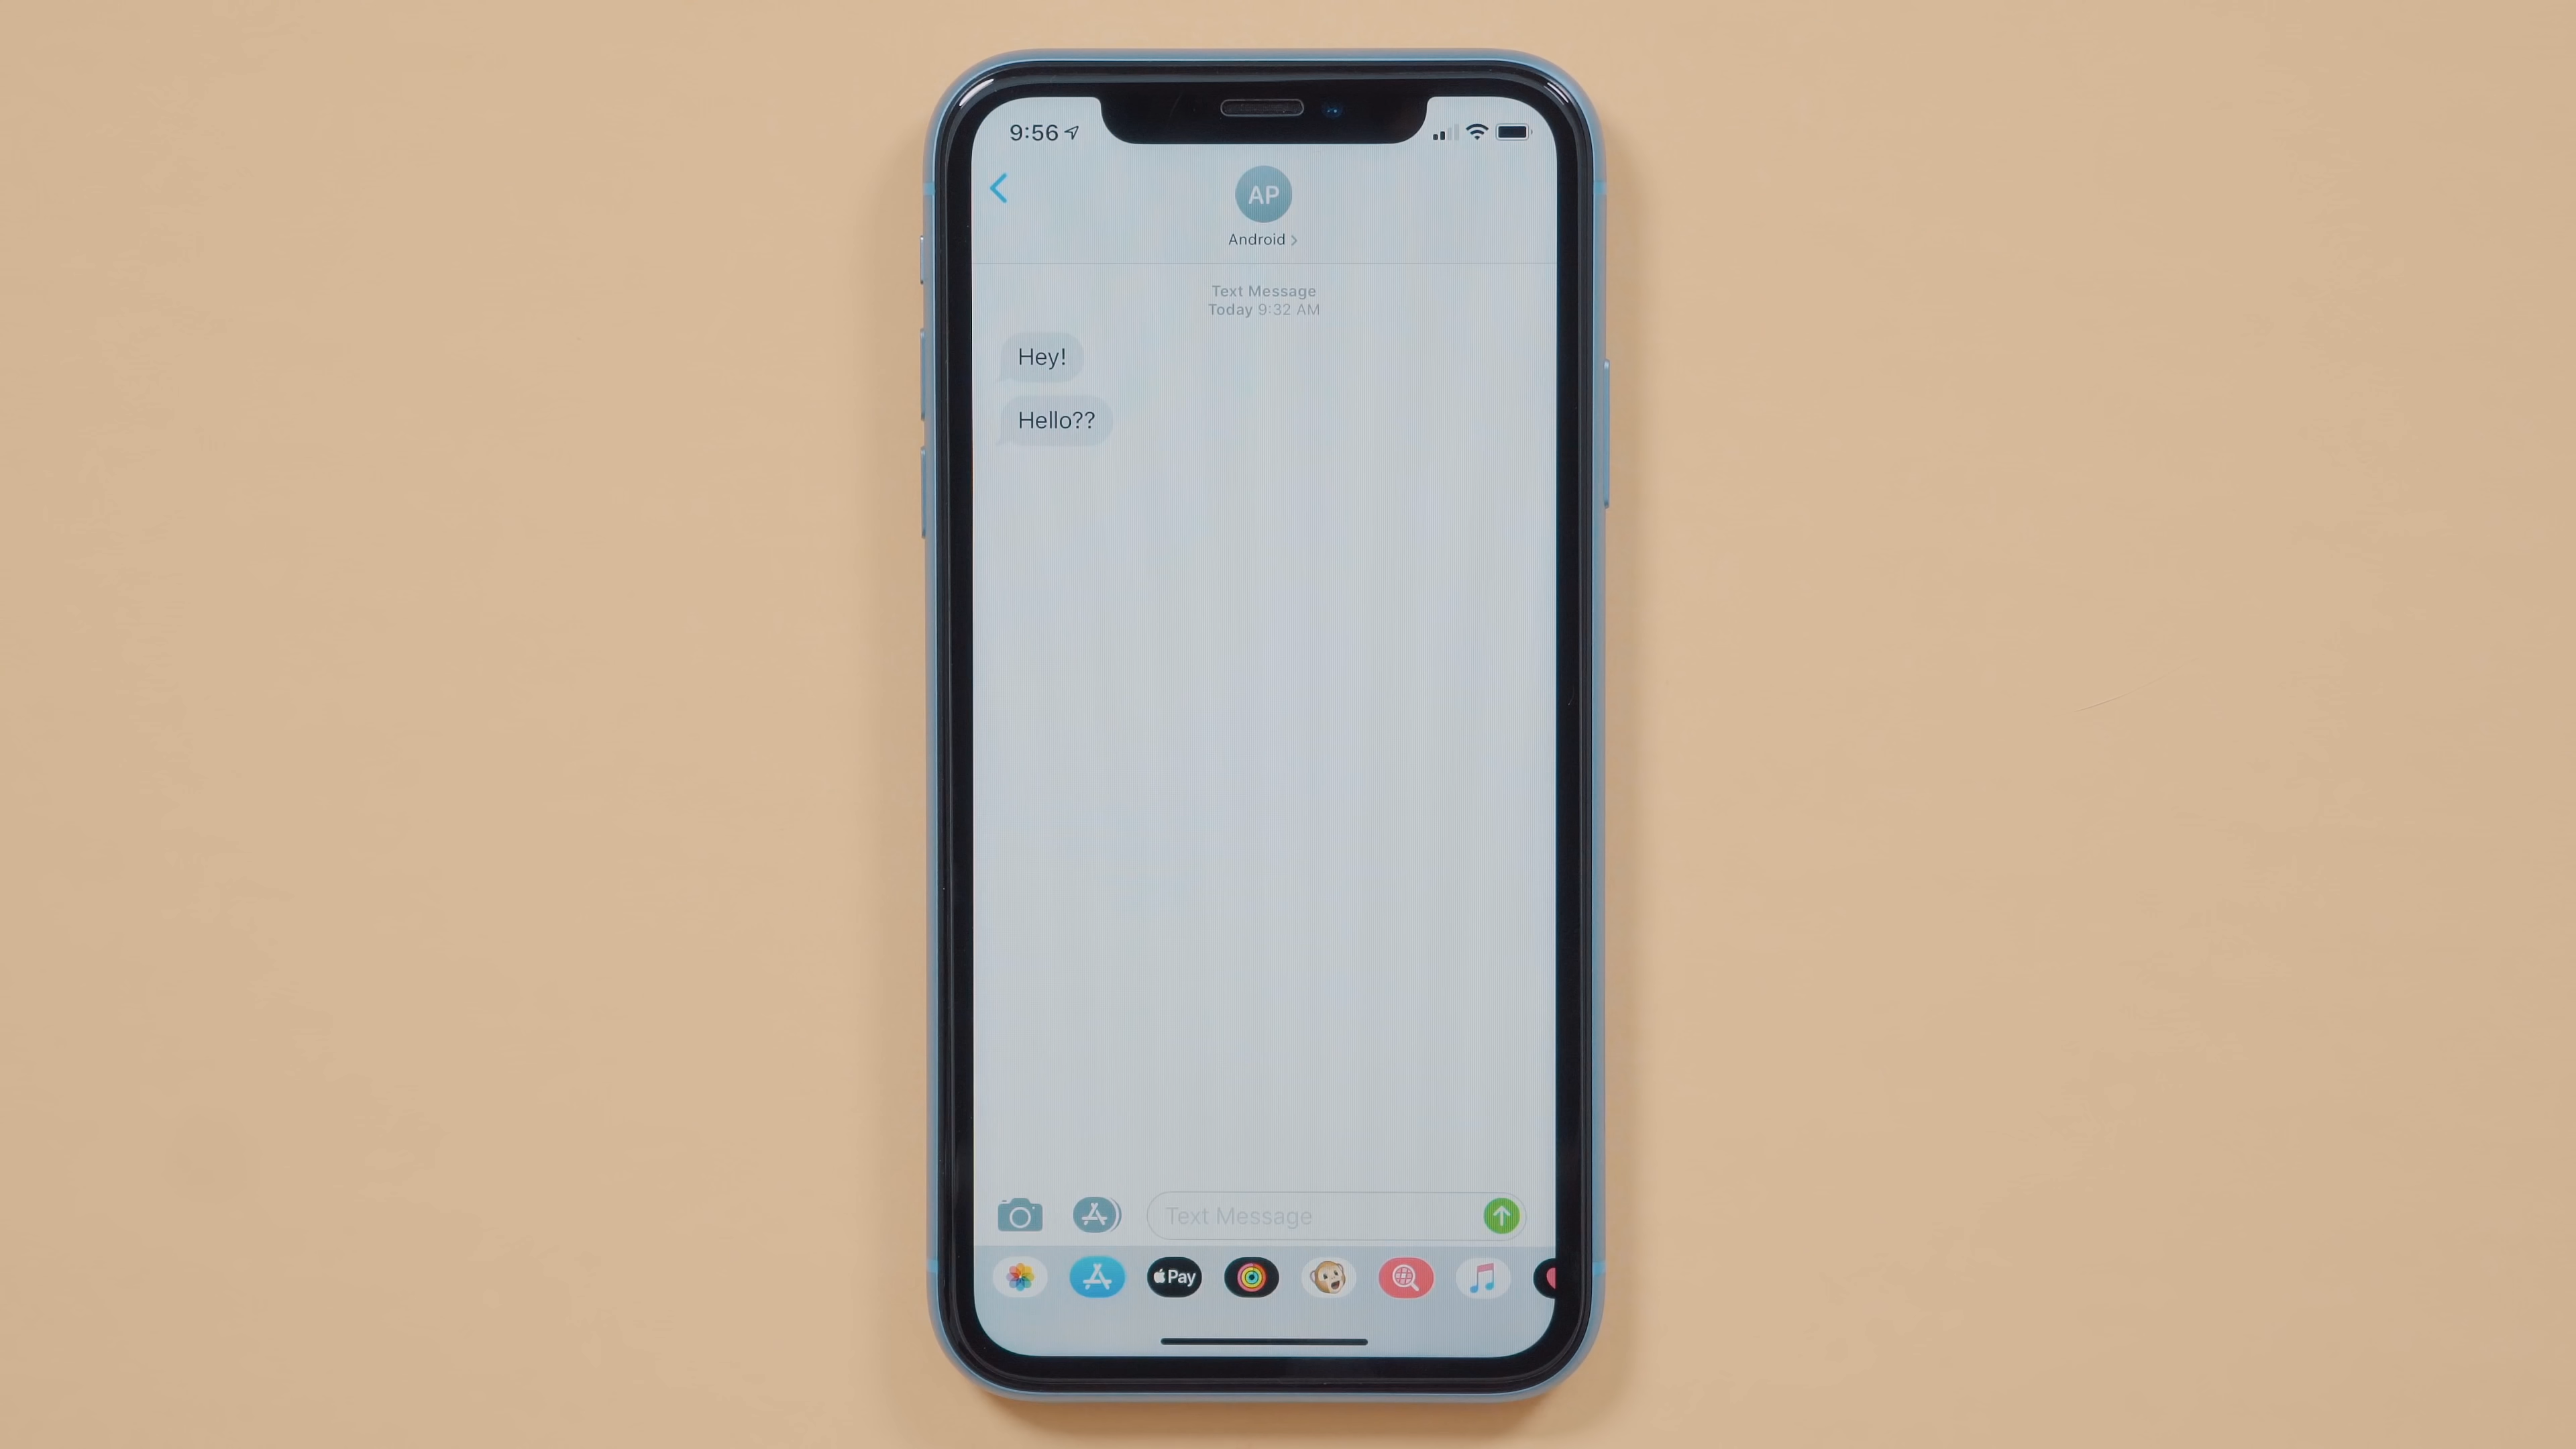 9:56
AP
Android
Text Message
Today 9:32 AM
Hey!
Hello??
Text Message
Pay